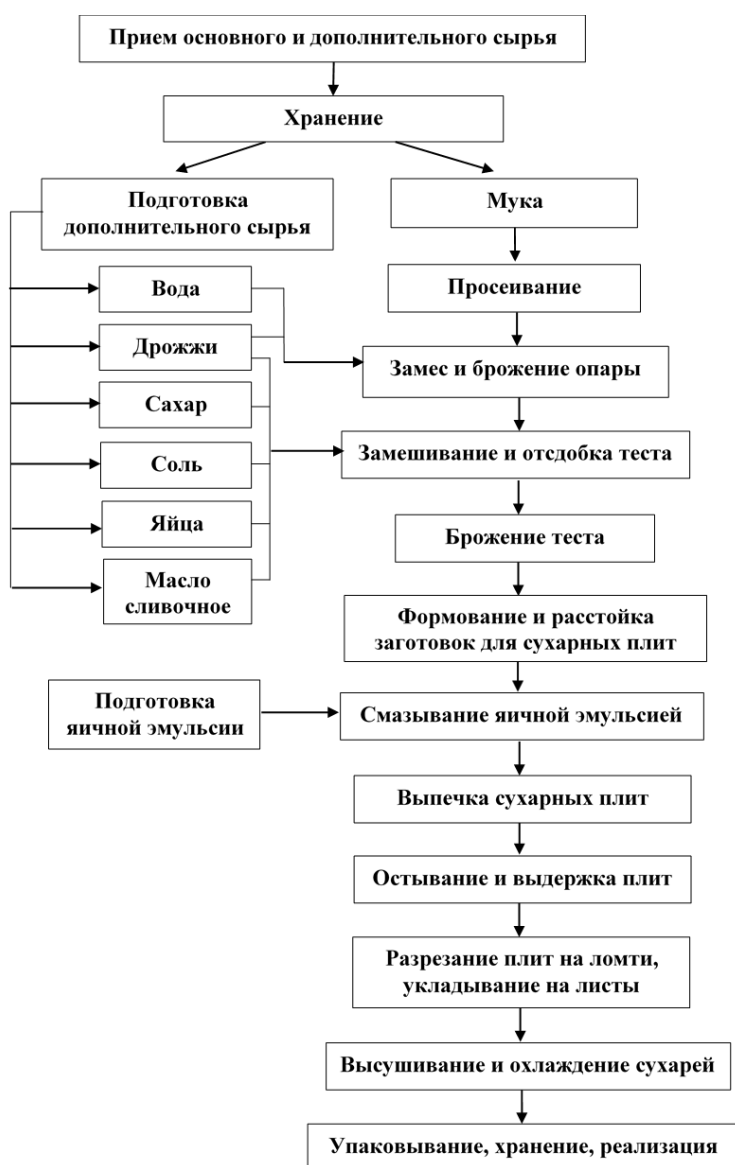 Прием основного и дополнительного сырья
Хранение
Подготовка
дополнительного сырья
Мука
Вода
Просеивание
Дрожжи
Замес и брожение опары
Сахар
Соль
Замешивание и отсдобка теста
Яйца
Брожение теста
Масло
сливочное
Формование и расстойка
заготовок для сухарных плит
Подготовка
яичной эмульсии
Смазывание яичной эмульсией
Выпечка сухарных плит
Остывание и выдержка плит
Разрезание плит на ломти,
укладывание на листы
Высушивание и охлаждение сухарей
Упаковывание, хранение, реализация